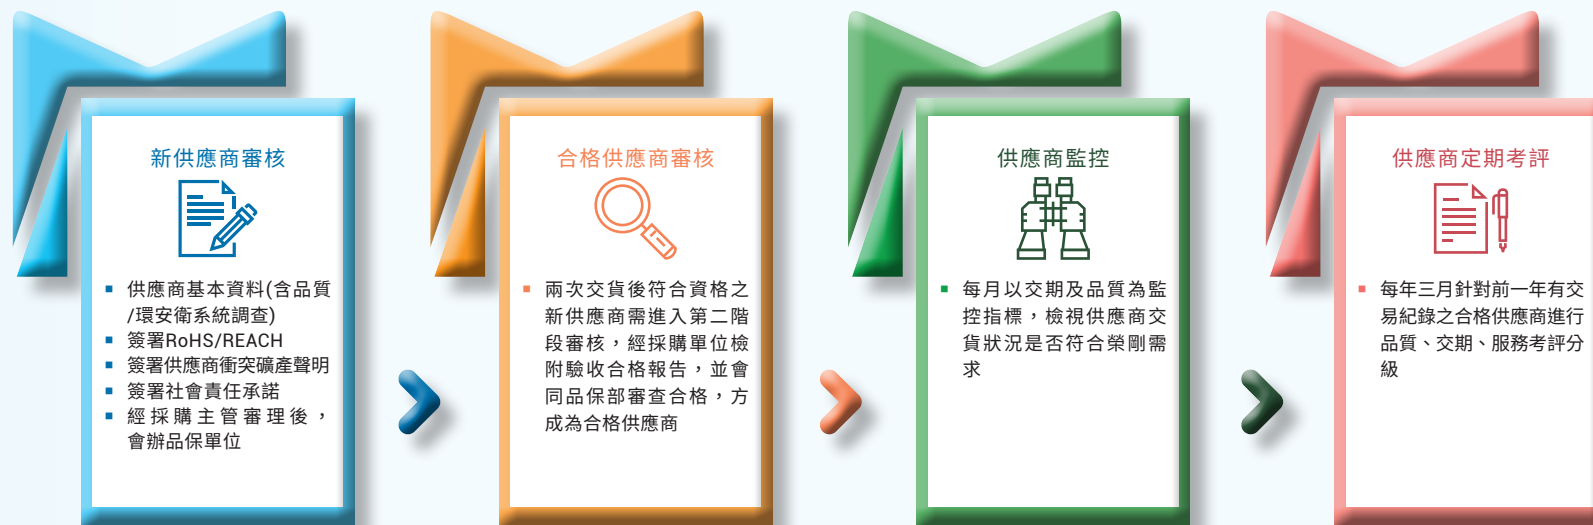 新供應商審核
供應商基本資料(含品質
/環安衛系統調查)
簽署RoHS/REACH
簽署供應商衝突礦產聲明
簽署社會責任承諾
經採購主管審理後，
會辦品保單位
合格供應商審核
兩次交貨後符合資格之
新供應商需進入第二階
段審核，經採購單位檢
附驗收合格報告，並會
同品保部審查合格，方
成為合格供應商
供應商監控
每月以交期及品質為監
控指標，檢視供應商交
貨狀況是否符合榮剛需
求
供應商定期考評
每年三月針對前一年有交
易紀錄之合格供應商進行
品質、交期、服務考評分
級